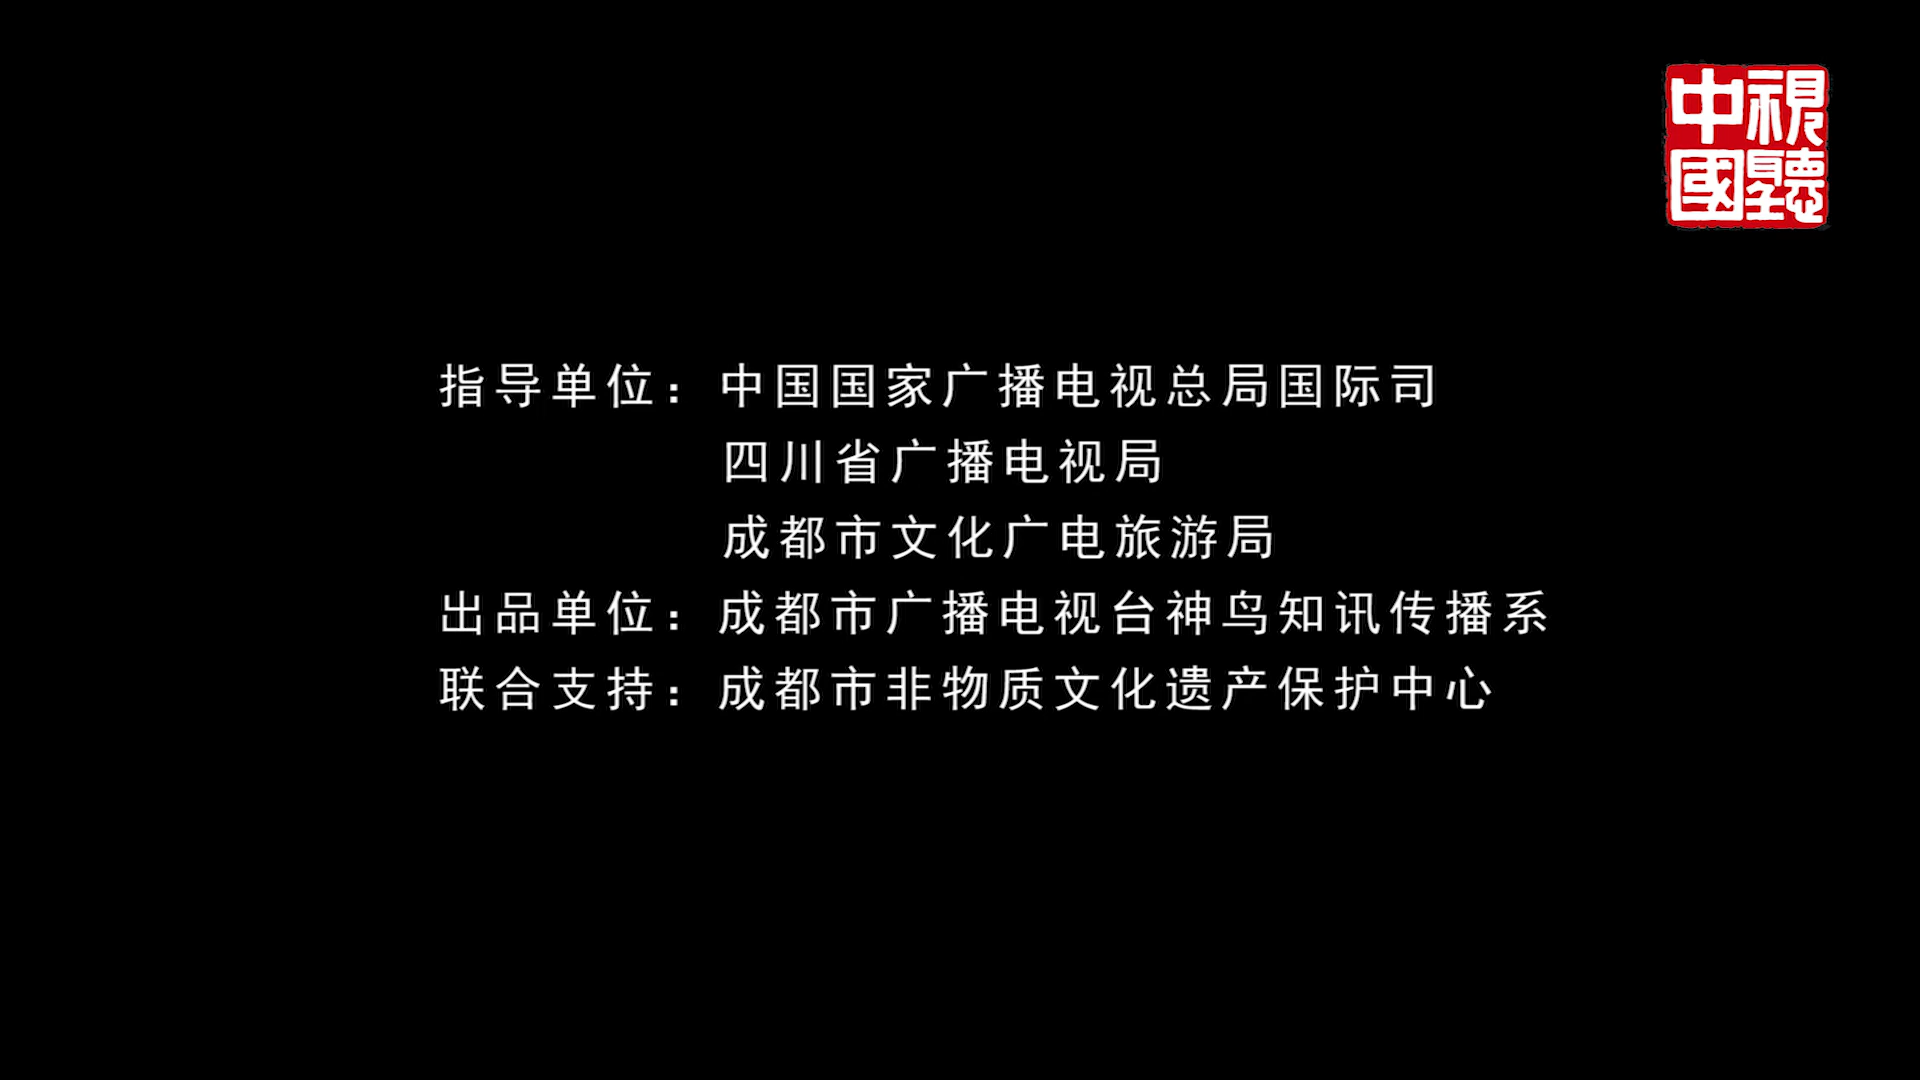 中視
國聽
指导单位：中国国家广播电视总局国际司
四川省广播电视局
成都市文化广电旅游局
出品单位：成都市广播电视台神鸟知讯传播系
联合支持：成都市非物质文化遗产保护中心